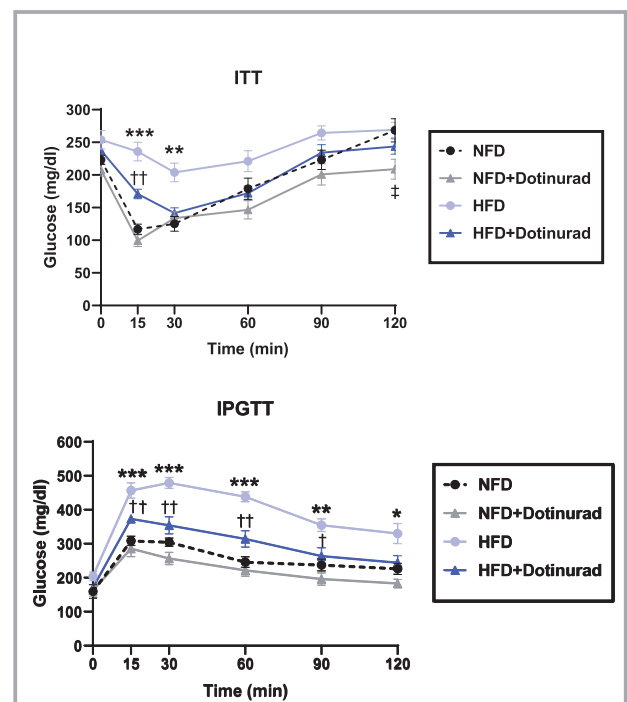 ITT
300
250
200
150
100
50
0
Glucose (mg/dl)
***
**
††
‡
0 15 30 60 90 120
Time (min)
NFD
NFD+Dotinurad
HFD
HFD+Dotinurad
IPGTT
600
500
400
300
200
100
0
Glucose (mg/dl)
*** *** *** ** *
†† †† †† †
0 15 30 60 90 120
Time (min)
NFD
NFD+Dotinurad
HFD
HFD+Dotinurad